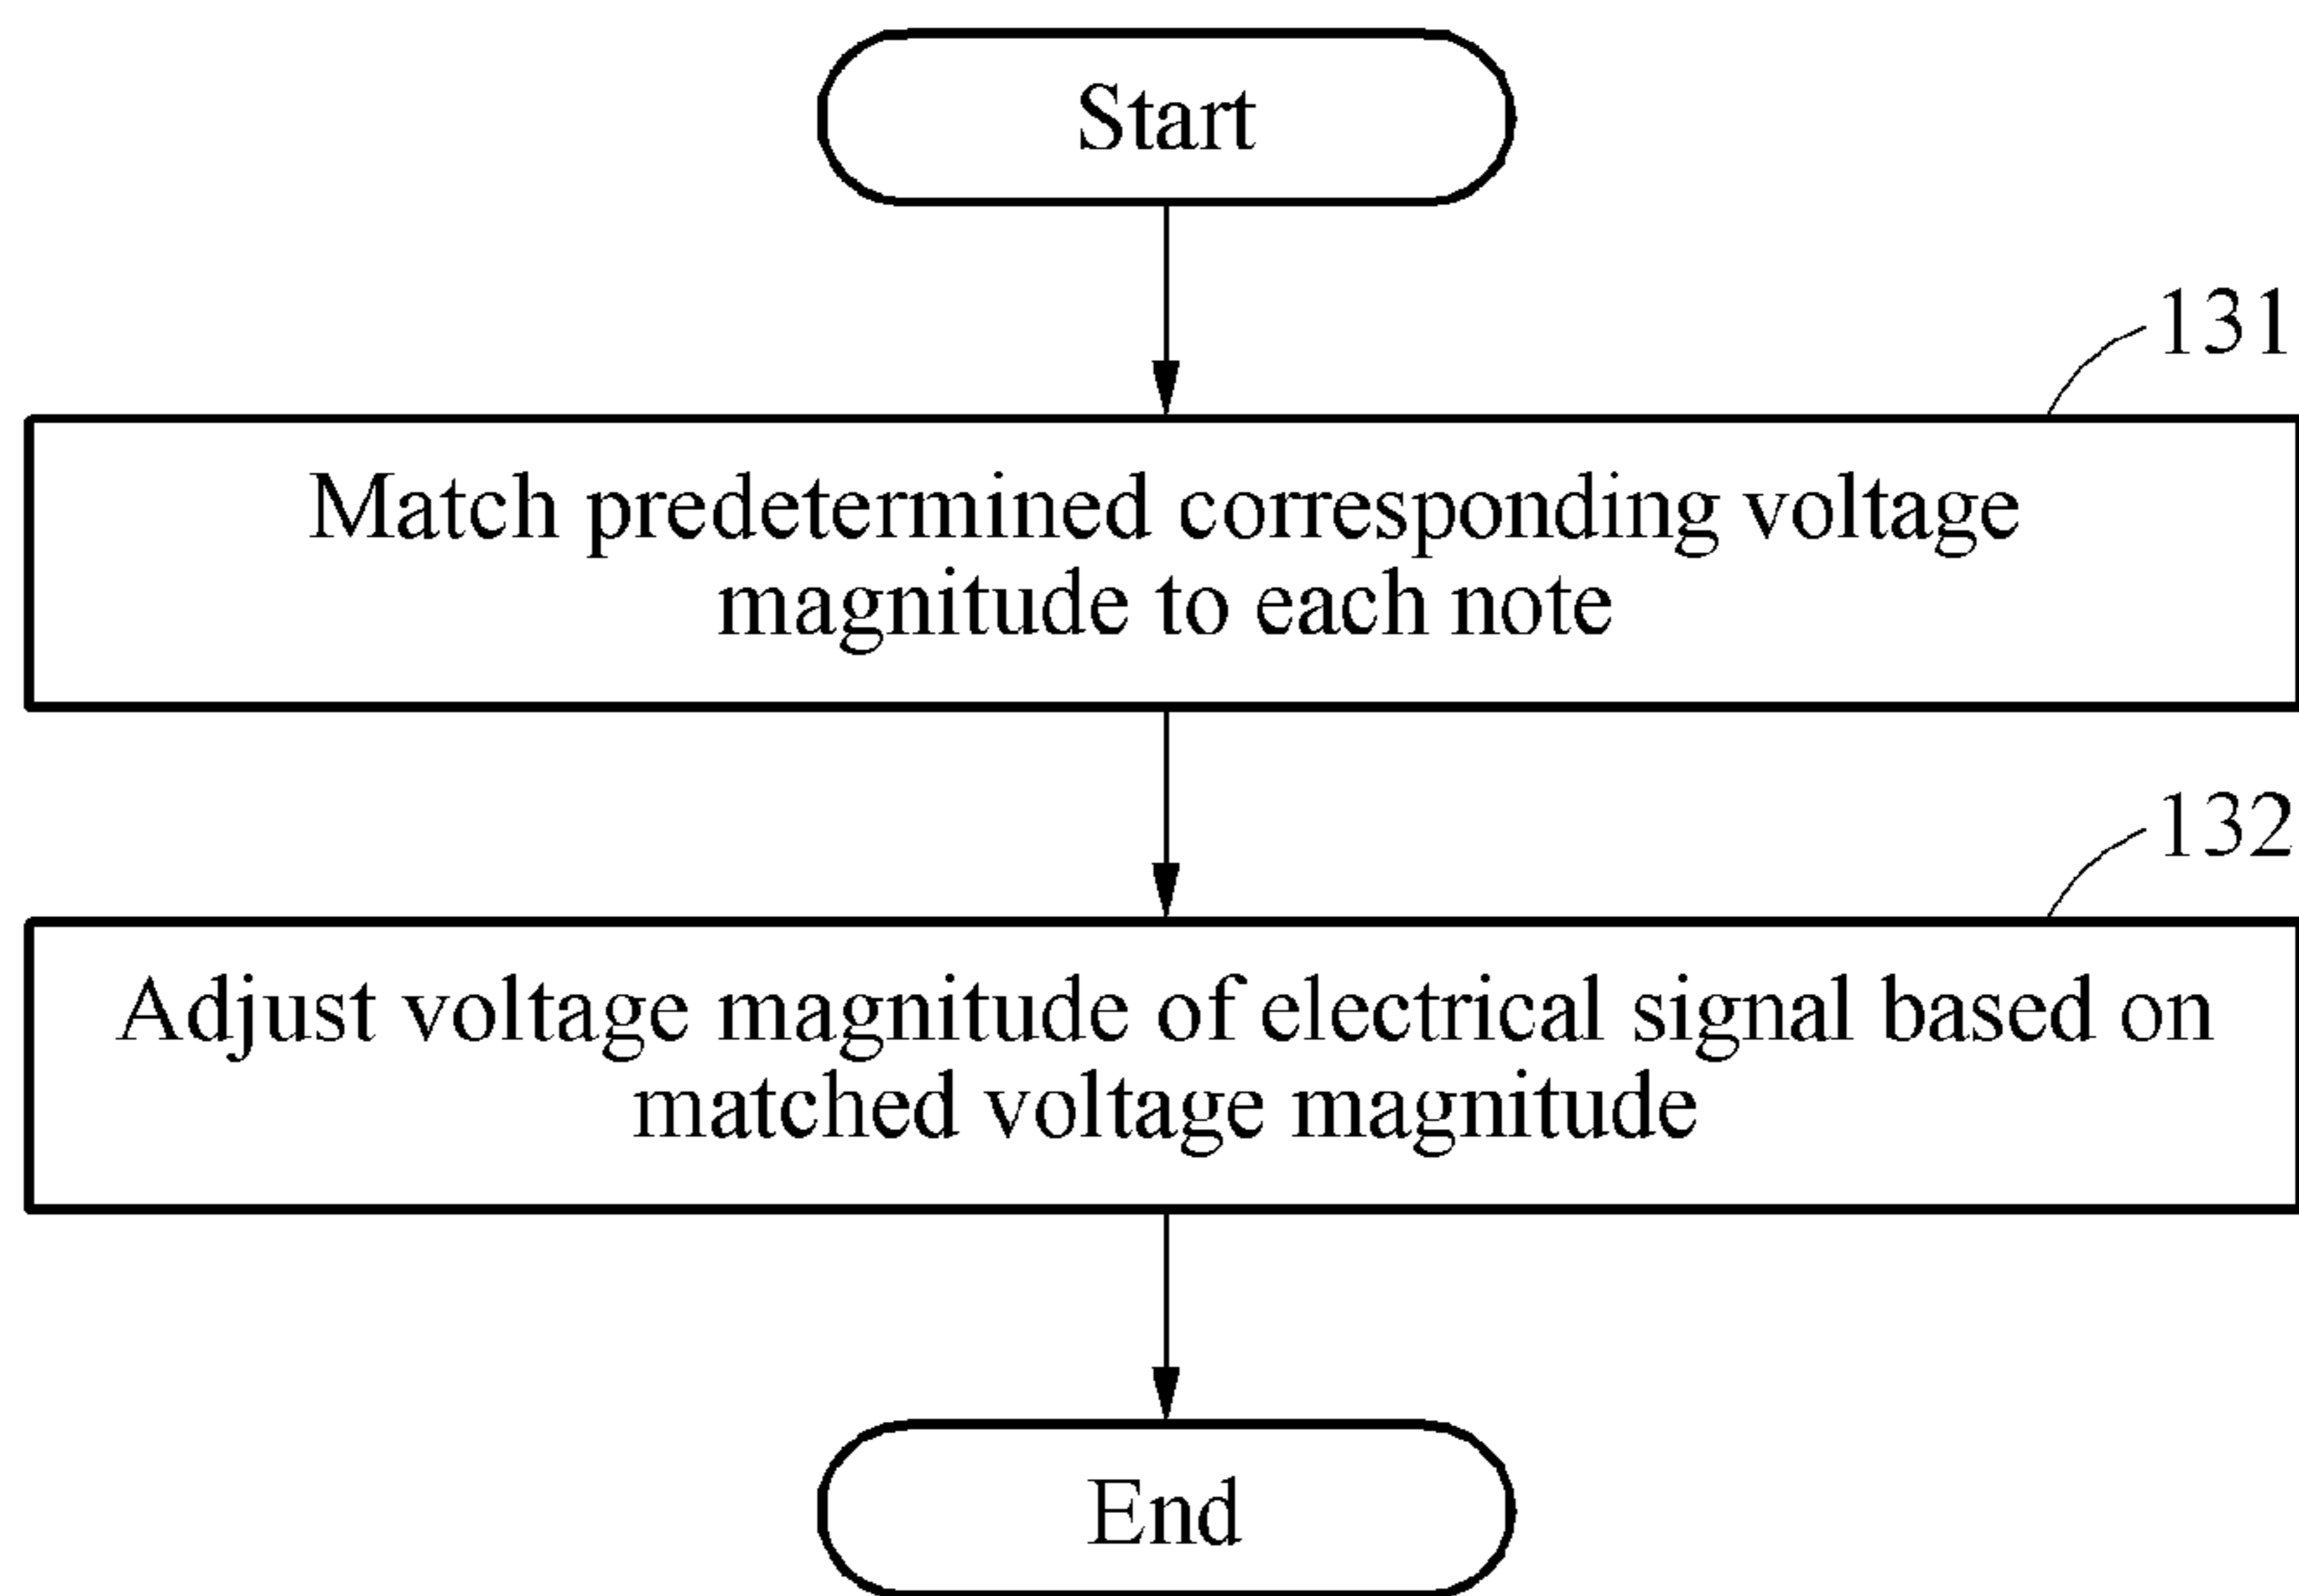 Start
131
Match predetermined corresponding voltage
magnitude to each note
132
Adjust voltage magnitude of electrical signal based on
matched voltage magnitude
End